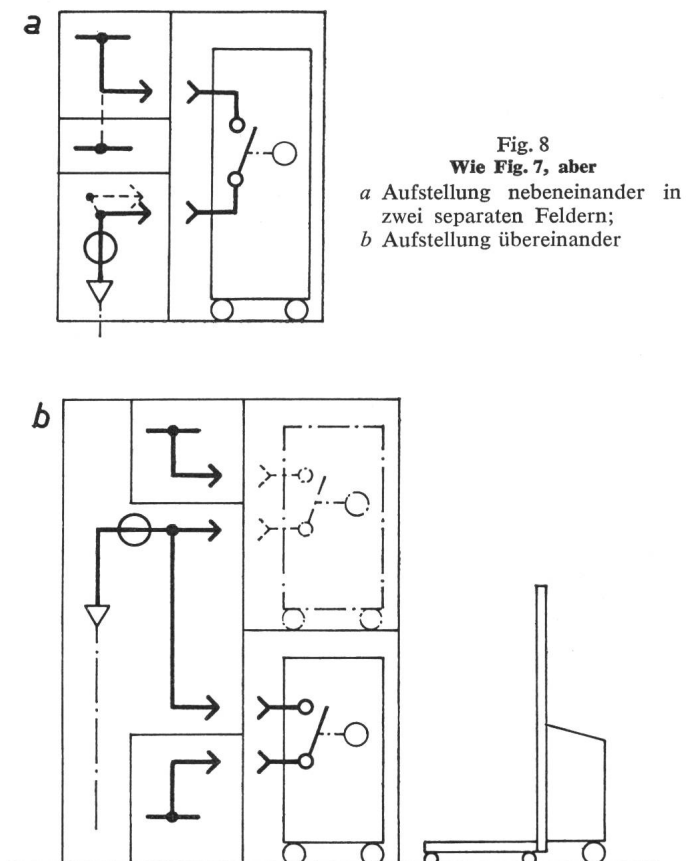 a
Fig. 8
Wie Fig. 7, aber
a Aufstellung nebeneinander in
zwei separaten Feldern;
b Aufstellung übereinander
b